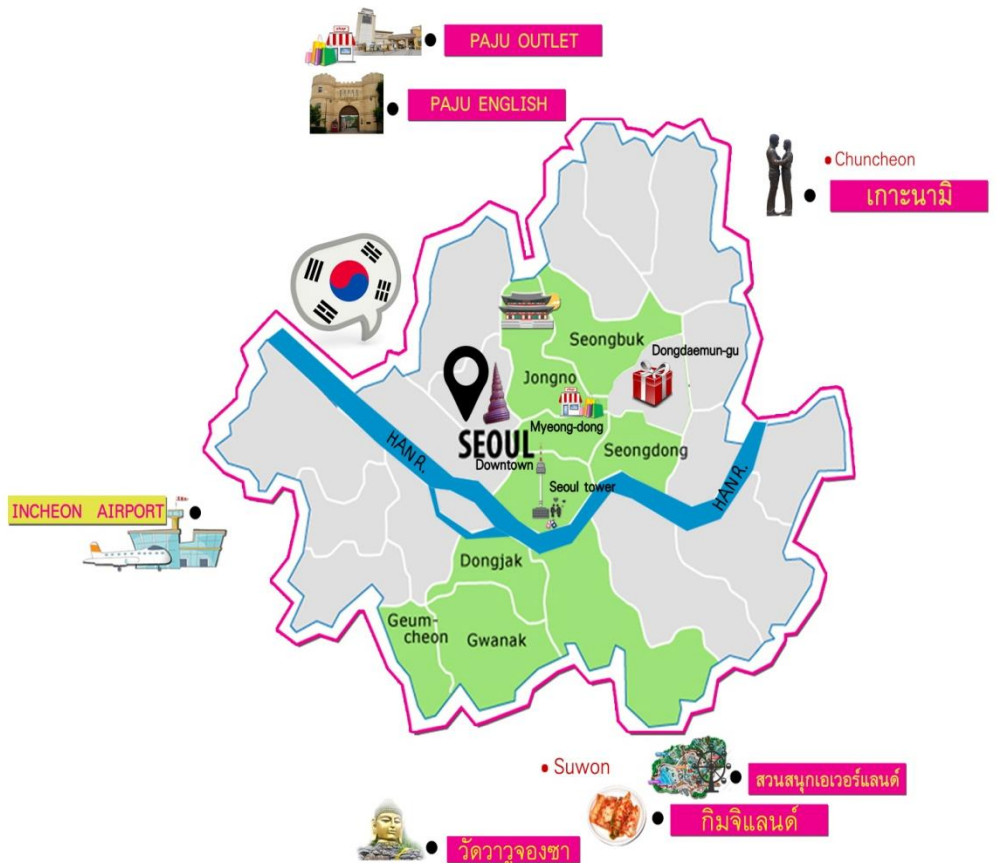 PAJU OUTLET
PAJU ENGLISH
Chuncheon
เกาะนามิ
Seongbuk
Dongdaemun-gu
Jongno
Myeong-dong
SEOUL
Downtown
Seongdong
HAN R.
HAN R.
Seoul tower
INCHEON AIRPORT
Dongjak
Geum-
cheon
Gwanak
Suwon
สวนสนุกเอเวอร์แลนด์
กิมจิแลนด์
วัดวาวูจองซา